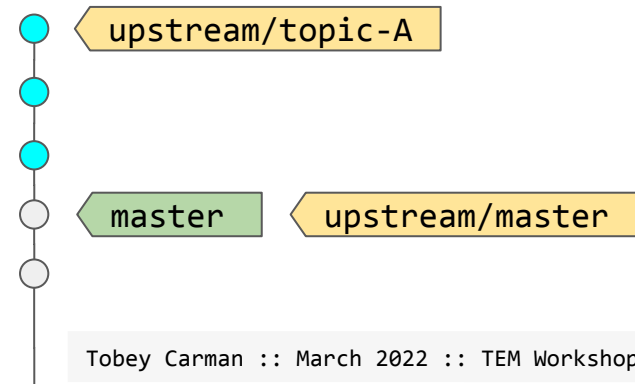 upstream/topic-A
master
upstream/master
Tobey Carman :: March 2022 :: TEM Workshop